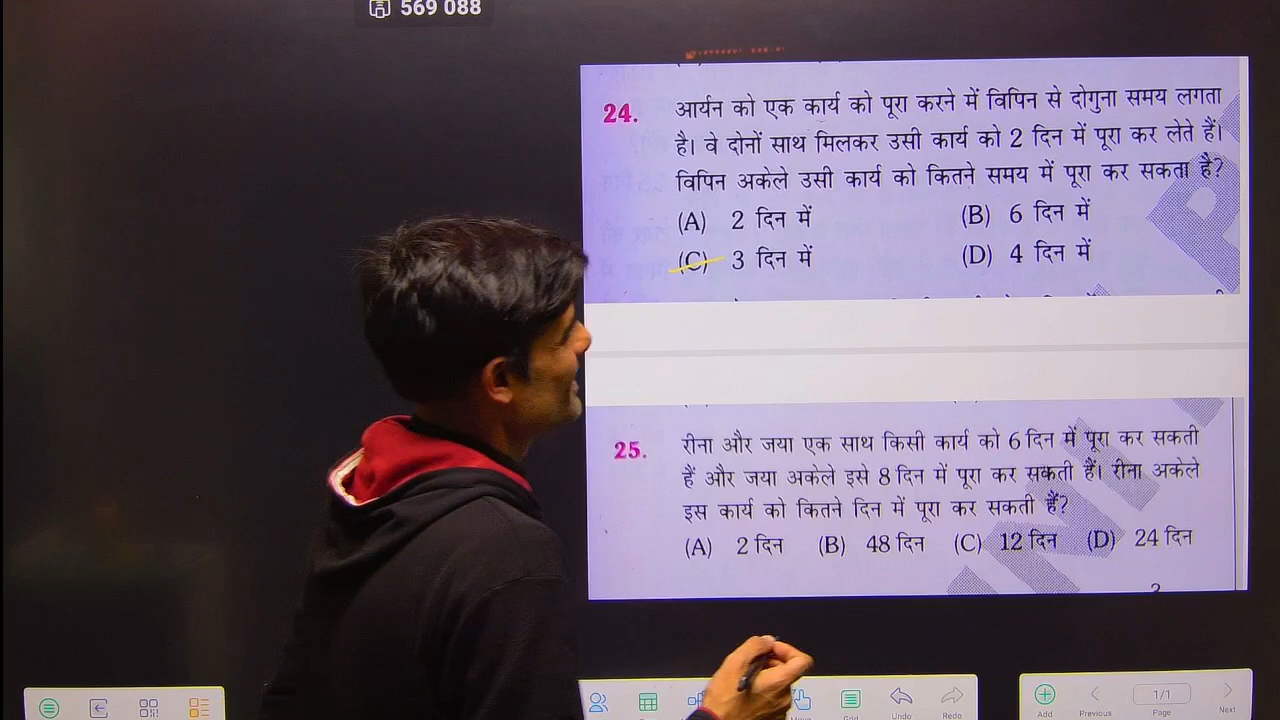 569 088
24. आर्यन को एक कार्य को पूरा करने में विपिन से दोगुना समय लगता
है। वे दोनों साथ मिलकर उसी कार्य को 2 दिन में पूरा कर लेते हैं।
विपिन अकेले उसी कार्य को कितने समय में पूरा कर सकता है?
(A) 2 दिन में (B) 6 दिन में
(C) 3 दिन में (D) 4 दिन में
25. रीना और जया एक साथ किसी कार्य को 6 दिन में पूरा कर सकती
हैं और जया अकेले इसे 8 दिन में पूरा कर सकती हैं। रीना अकेले
इस कार्य को कितने दिन में पूरा कर सकती हैं?
(A) 2 दिन (B) 48 दिन (C) 12 दिन (D) 24 दिन
1/1
Add Previous Page Next
Undo Redo